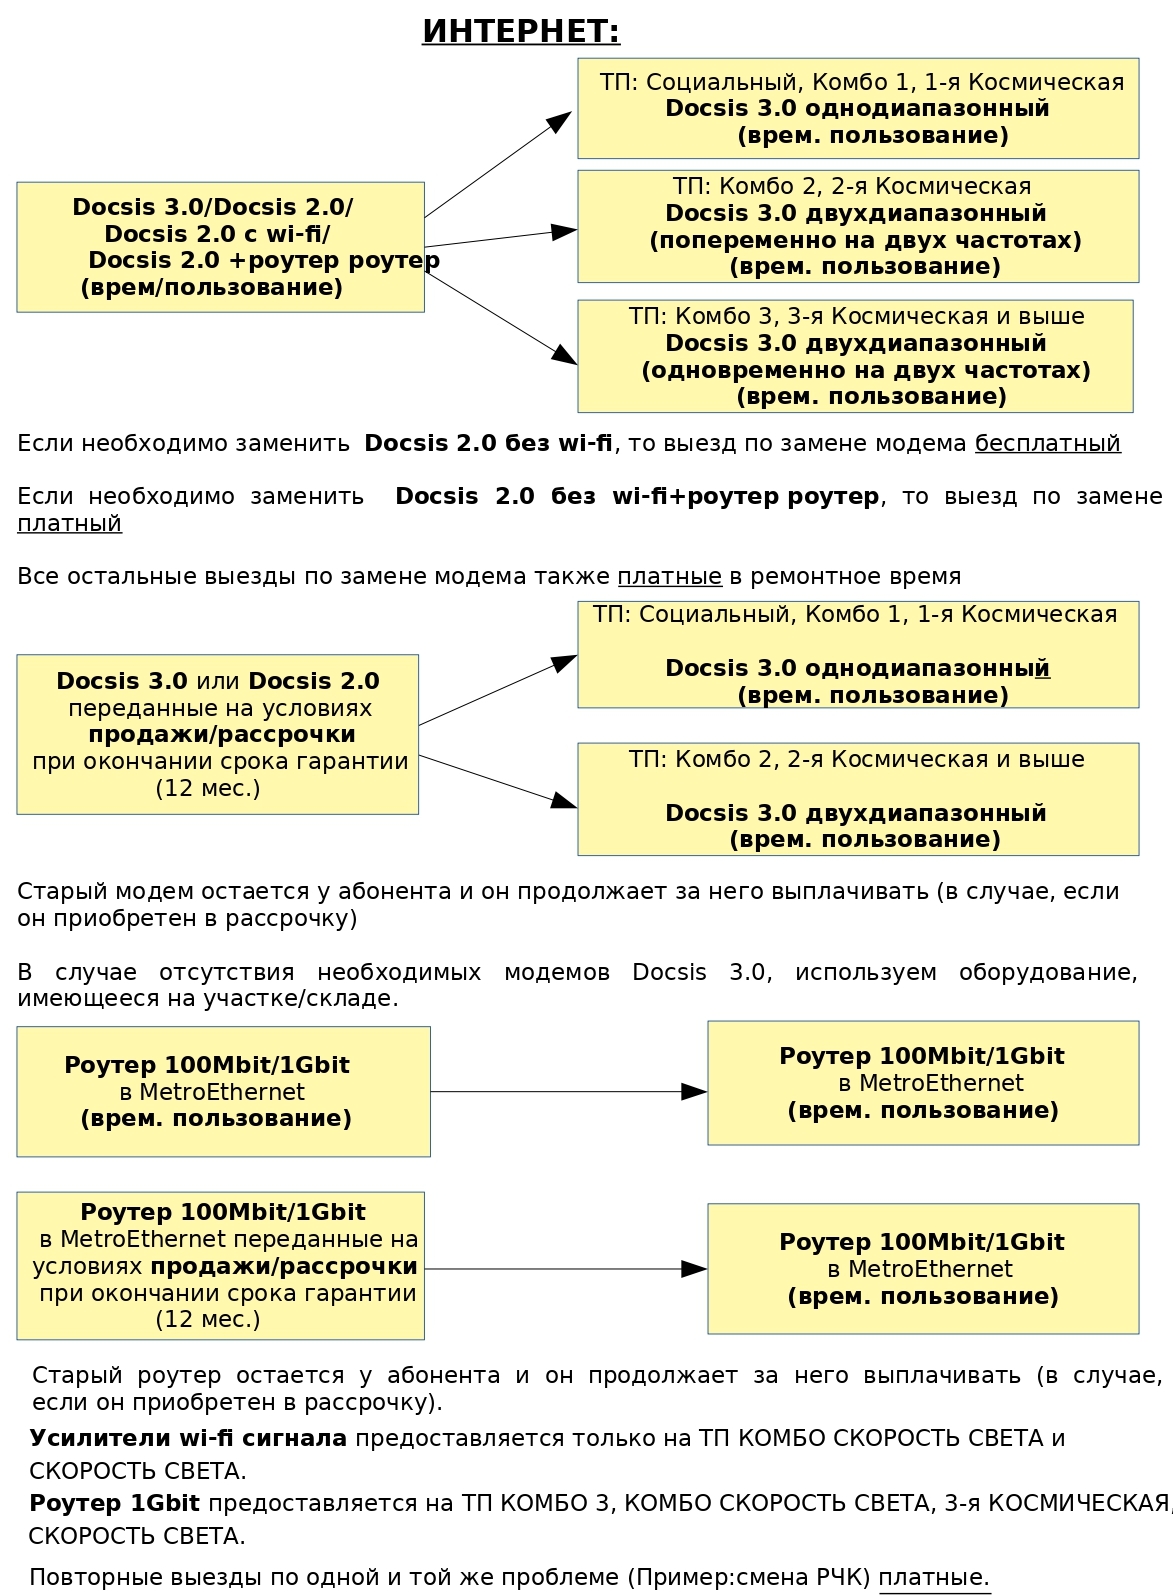 ИНТЕРНЕТ:
ТП: Социальный, Комбо 1, 1-я Космическая
Docsis 3.0 однодиапазонный
(врем. пользование)
Docsis 3.0/Docsis 2.0/
Docsis 2.0 с wi-fi/
Docsis 2.0 +роутер роутер
(врем/пользование)
ТП: Комбо 2, 2-я Космическая
Docsis 3.0 двухдиапазонный
(попеременно на двух частотах)
(врем. пользование)
ТП: Комбо 3, 3-я Космическая и выше
Docsis 3.0 двухдиапазонный
(одновременно на двух частотах)
(врем. пользование)
Если необходимо заменить Docsis 2.0 без wi-fi, то выезд по замене модема бесплатный
Если необходимо заменить Docsis 2.0 без wi-fi+роутер роутер, то выезд по замене
платный
Все остальные выезды по замене модема также платные в ремонтное время
ТП: Социальный, Комбо 1, 1-я Космическая
Docsis 3.0 однодиапазонный
(врем. пользование)
Docsis 3.0 или Docsis 2.0
переданные на условиях
продажи/рассрочки
при окончании срока гарантии
(12 мес.)
ТП: Комбо 2, 2-я Космическая и выше
Docsis 3.0 двухдиапазонный
(врем. пользование)
Старый модем остается у абонента и он продолжает за него выплачивать (в случае, если
он приобретен в рассрочку)
В случае отсутствия необходимых модемов Docsis 3.0, используем оборудование,
имеющееся на участке/складе.
Роутер 100Mbit/1Gbit
в MetroEthernet
(врем. пользование)
Роутер 100Mbit/1Gbit
в MetroEthernet
(врем. пользование)
Роутер 100Mbit/1Gbit
в MetroEthernet переданные на
условиях продажи/рассрочки
при окончании срока гарантии
(12 мес.)
Роутер 100Mbit/1Gbit
в MetroEthernet
(врем. пользование)
Старый роутер остается у абонента и он продолжает за него выплачивать (в случае,
если он приобретен в рассрочку).
Усилители wi-fi сигнала предоставляется только на ТП КОМБО СКОРОСТЬ СВЕТА и
СКОРОСТЬ СВЕТА.
Роутер 1Gbit предоставляется на ТП КОМБО 3, КОМБО СКОРОСТЬ СВЕТА, 3-я КОСМИЧЕСКАЯ,
СКОРОСТЬ СВЕТА.
Повторные выезды по одной и той же проблеме (Пример:смена РЧК) платные.